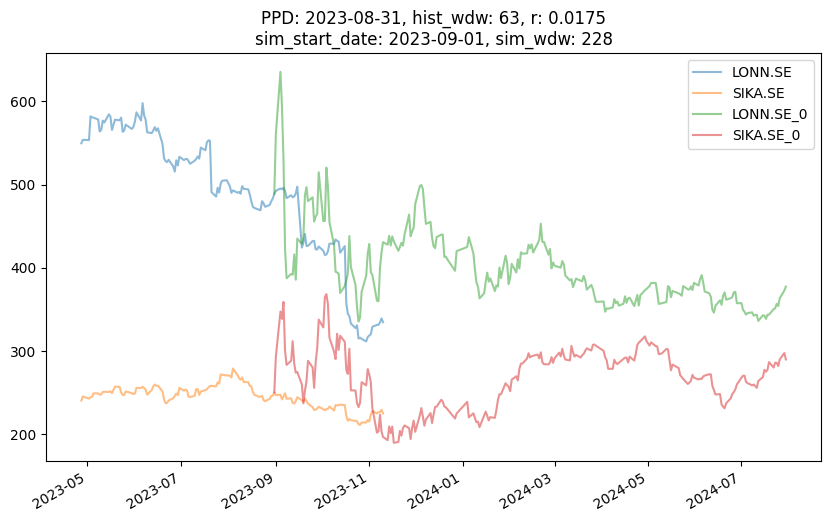 PPD: 2023-08-31, hist_wdw: 63, r: 0.0175
sim_start_date: 2023-09-01, sim_wdw: 228
LONN.SE
SIKA.SE
LONN.SE_0
SIKA.SE_0
600
500
400
300
200
2023-05
2023-07
2023-09
2023-11
2024-01
2024-03
2024-05
2024-07